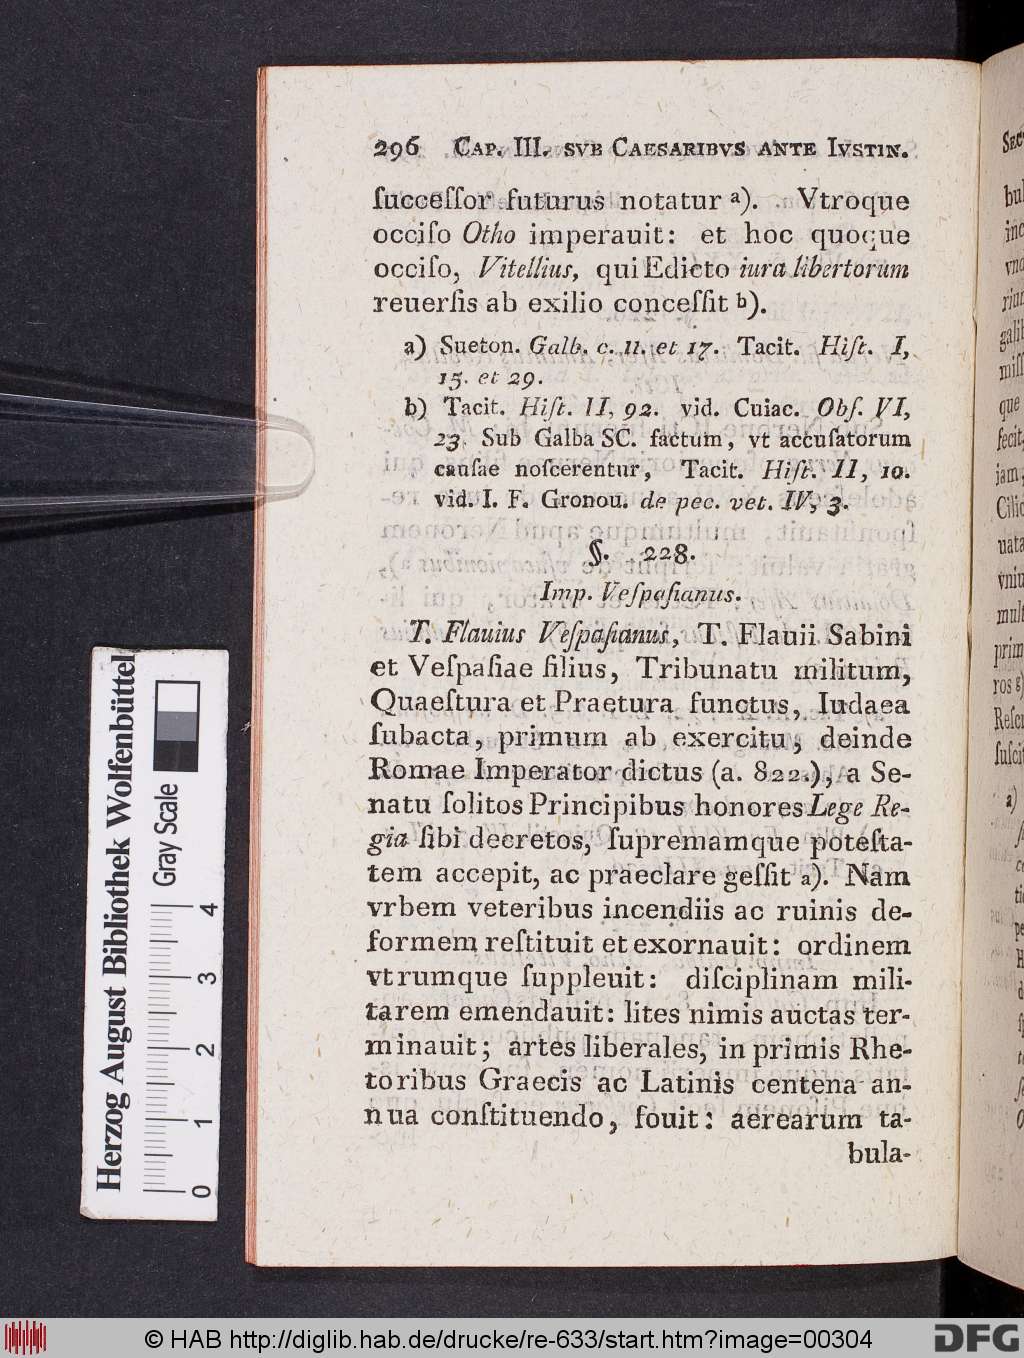 296 CAP. III. SVB CAESARIBVS ANTE IVSTIN.
ſucceſſor futurus notatur a). Vtroque
occiſo Otho imperauit: et hoc quoque
occiſo, Vitellius, qui Edicto iura libertorum
reuerſis ab exilio conceſſit b).
a) Sueton. Galb. c. 11. et 17. Tacit. Hiſt. I,
15. et 29.
b) Tacit. Hiſt. II, 92. vid. Cuiac. Obſ. VI,
23. Sub Galba SC. factum, vt accuſatorum
cauſae noſcerentur, Tacit. Hiſt. II, 10.
vid. I. F. Gronou. de pec. vet. IV, 3.
§. 228.
Imp. Veſpaſianus.
T. Flauius Veſpaſianus, T. Flauii Sabini
et Veſpaſiae filius, Tribunatu militum,
Quaeſtura et Praetura functus, Iudaea
ſubacta, primum ab exercitu, deinde
Romae Imperator dictus (a. 822.), a Se-
natu ſolitos Principibus honores Lege Re-
gia ſibi decretos, ſupremamque poteſta-
tem accepit, ac praeclare geſſit a). Nam
vrbem veteribus incendiis ac ruinis de-
formem reſtituit et exornauit: ordinem
vtrumque ſuppleuit: diſciplinam mili-
tarem emendauit: lites nimis auctas ter-
minauit; artes liberales, in primis Rhe-
toribus Graecis ac Latinis centena an-
nua conſtituendo, fouit: aerearum ta-
bula-
Herzog August Bibliothek Wolfenbüttel
Gray Scale
0 1 2 3 4
© HAB http://diglib.hab.de/drucke/re-633/start.htm?image=00304
DFG